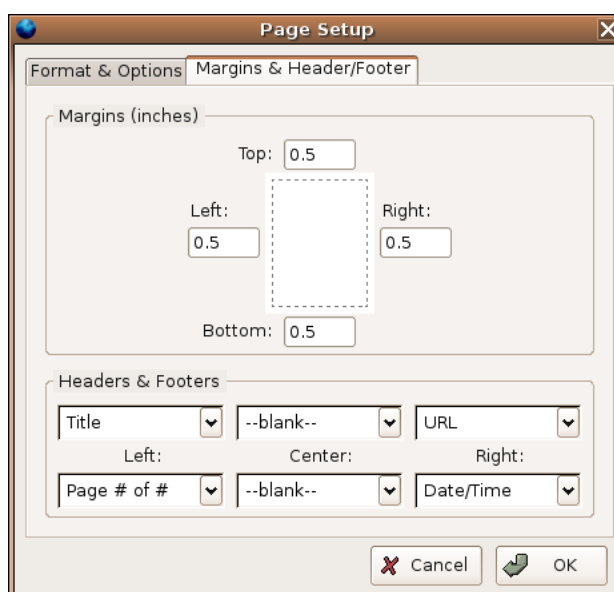 Page Setup
Format & Options Margins & Header/Footer
Margins (inches)
Top: 0.5
Left: Right:
0.5 0.5
Bottom: 0.5
Headers & Footers
Title --blank-- URL
Left: Center: Right:
Page # of # --blank-- Date/Time
Cancel OK